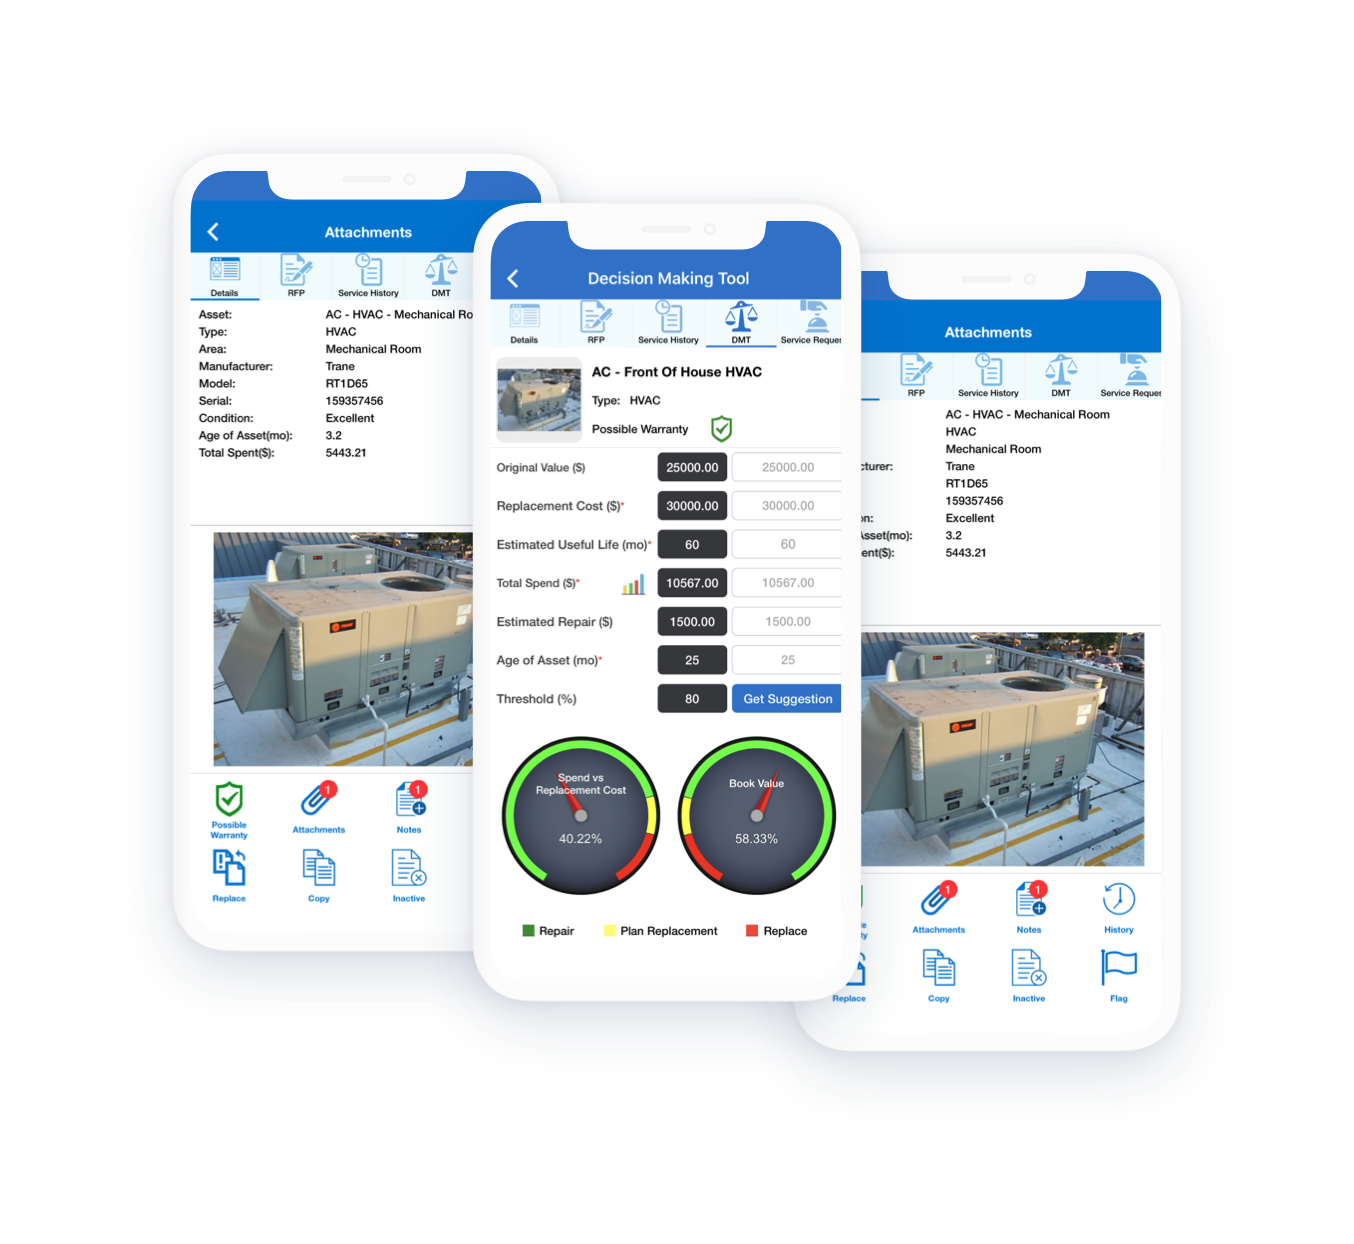 Attachments
Details RFP Service History DMT
Asset: AC - HVAC - Mechanical Ro
Type: HVAC
Area: Mechanical Room
Manufacturer: Trane
Model: RT1D65
Serial: 159357456
Condition: Excellent
Age of Asset(mo): 3.2
Total Spent($): 5443.21
Possible
Warranty
1
Attachments
1
Notes
Replace Copy Inactive
Decision Making Tool
Details RFP Service History DMT Service Reques
AC - Front Of House HVAC
Type: HVAC
Possible Warranty
Original Value ($) 25000.00 25000.00
Replacement Cost ($)* 30000.00 30000.00
Estimated Useful Life (mo)* 60 60
Total Spend ($)* 10567.00 10567.00
Estimated Repair ($) 1500.00 1500.00
Age of Asset (mo)* 25 25
Threshold (%) 80 Get Suggestion
Spend vs
Replacement Cost
40.22%
Book Value
58.33%
Repair Plan Replacement Replace
Attachments
RFP Service History DMT Service Reques
AC - HVAC - Mechanical Room
HVAC
Mechanical Room
cturer: Trane
RT1D65
159357456
on: Excellent
Asset(mo): 3.2
ent($): 5443.21
le
ty
1
Attachments
1
Notes
History
Replace Copy Inactive Flag